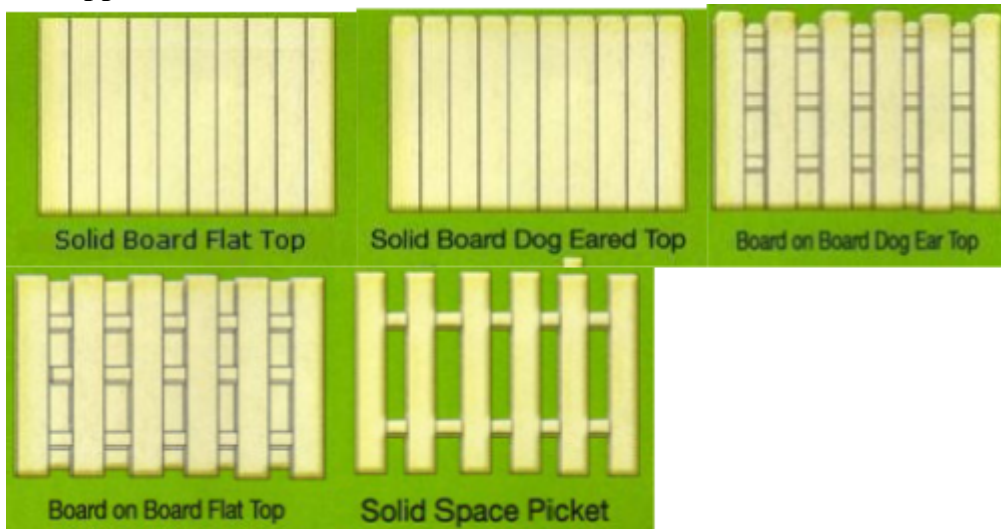 Solid Board Flat Top
Solid Board Dog Eared Top
Board on Board Dog Ear Top
Board on Board Flat Top
Solid Space Picket